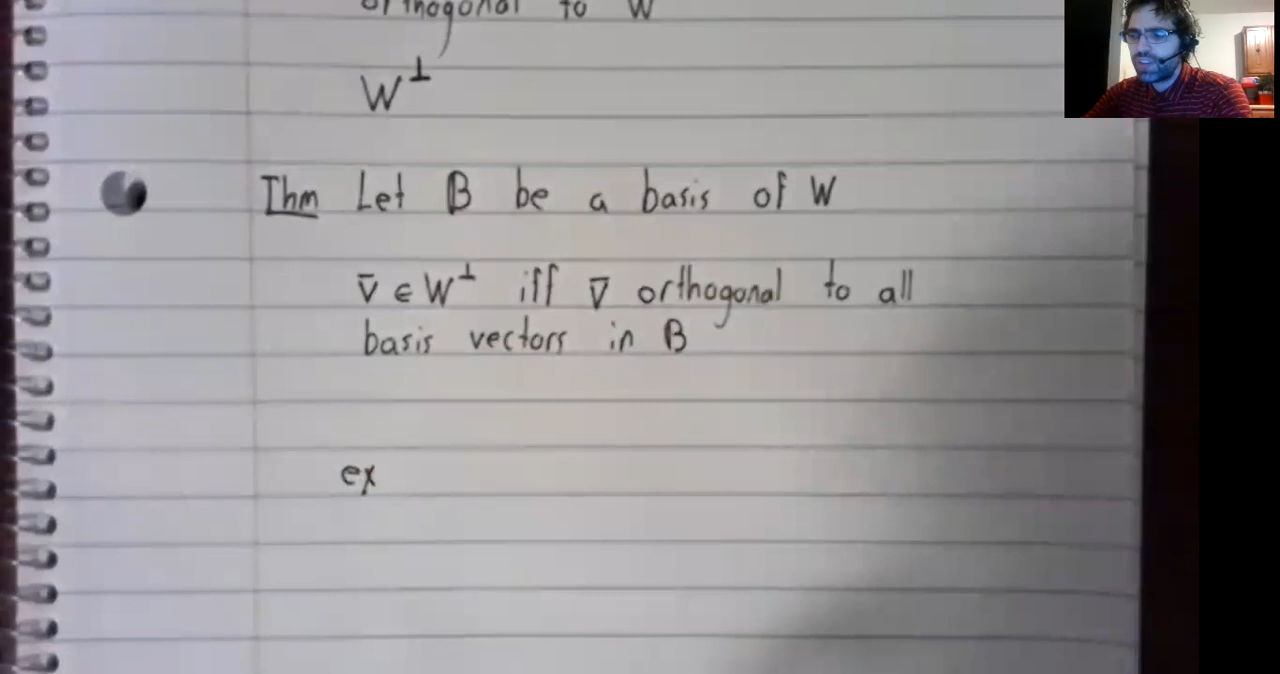 orthogonal to W
W⊥
Thm Let B be a basis of W
v̄ ∈ W⊥ iff v̄ orthogonal to all
basis vectors in B
ex